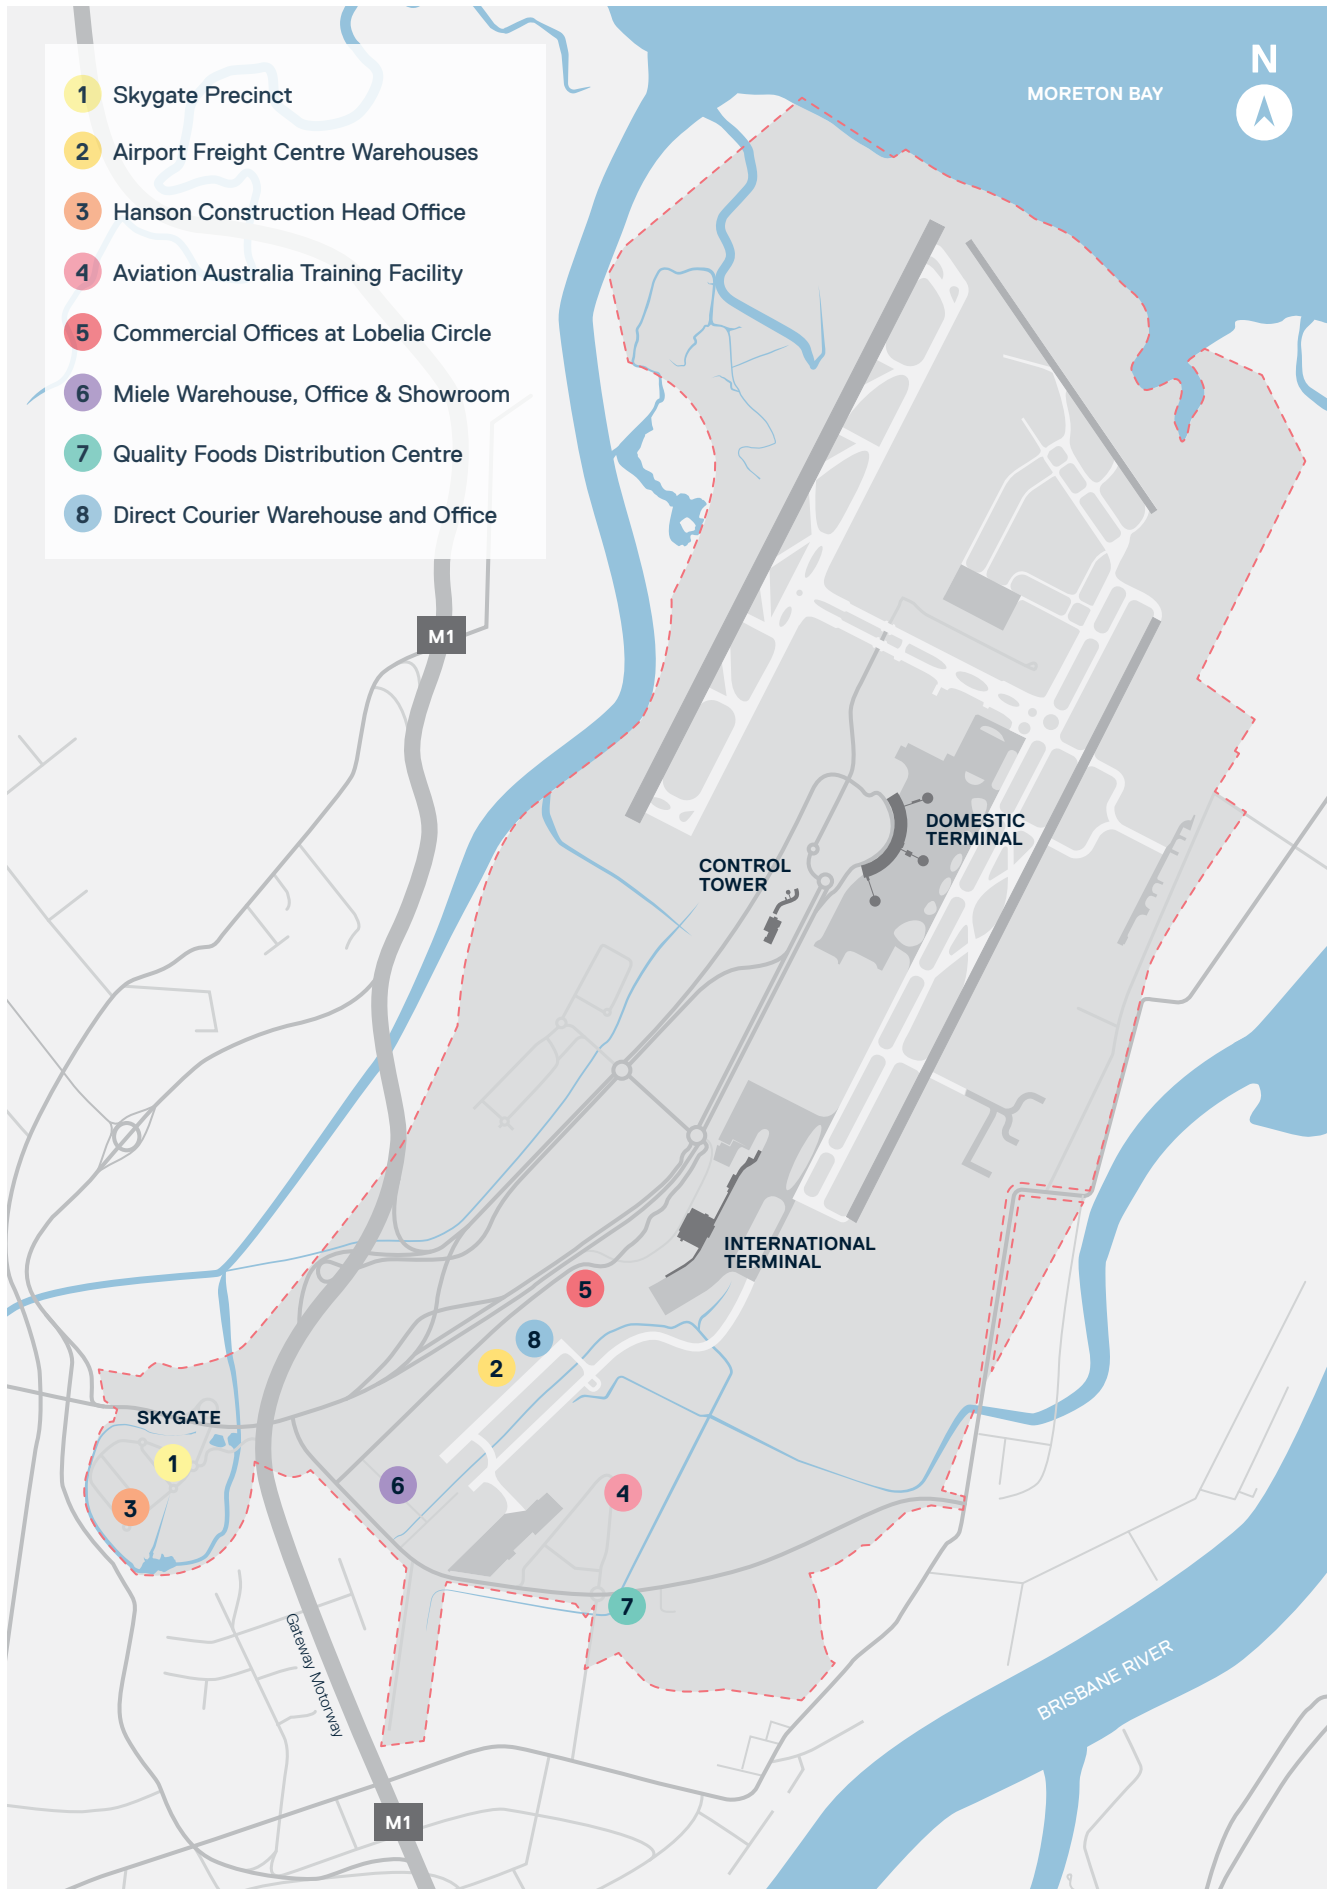 1 Skygate Precinct
2 Airport Freight Centre Warehouses
3 Hanson Construction Head Office
4 Aviation Australia Training Facility
5 Commercial Offices at Lobelia Circle
6 Miele Warehouse, Office & Showroom
7 Quality Foods Distribution Centre
8 Direct Courier Warehouse and Office
N
MORETON BAY
M1
DOMESTIC
TERMINAL
CONTROL
TOWER
INTERNATIONAL
TERMINAL
5
8
2
SKYGATE
1
3
6
4
7
Gateway Motorway
BRISBANE RIVER
M1